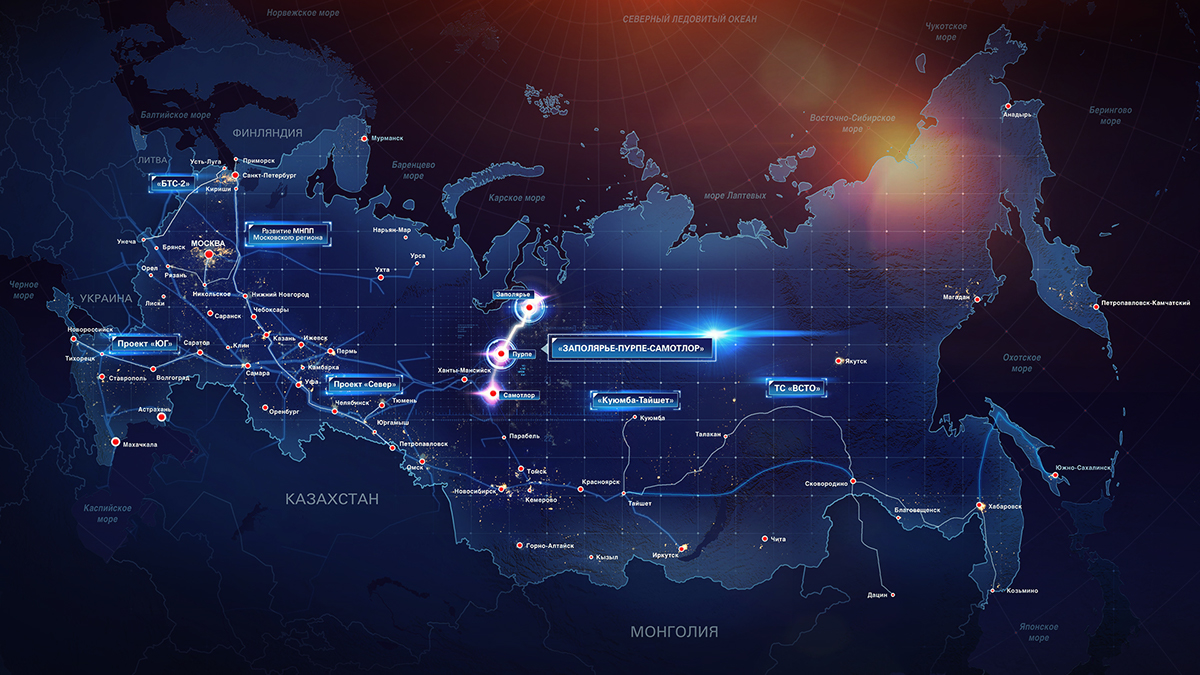 Норвежское море
СЕВЕРНЫЙ ЛЕДОВИТЫЙ ОКЕАН
Чукотское
море
Балтийское море
ФИНЛЯНДИЯ
Мурманск
Восточно-Сибирское
море
Анадырь
Берингово
море
ЛИТВА
Усть-Луга
Приморск
Санкт-Петербург
Кириши
Баренцево
море
Карское море
море Лаптевых
«БТС-2»
Развитие МНПП
Московского региона
Нарьян-Мар
Унеча
Брянск
МОСКВА
Урса
Ухта
Орел
Рязань
Черное
море
УКРАИНА
Лиски
Никольское
Нижний Новгород
Заполярье
Магадан
Петропавловск-Камчатский
Чебоксары
Саранск
Новороссийск
Проект «ЮГ»
Тихорецк
Саратов
Клин
Казань
Ижевск
Пермь
Пурпе
«ЗАПОЛЯРЬЕ-ПУРПЕ-САМОТЛОР»
Якутск
Охотское
море
Ставрополь
Волгоград
Самара
Камбарка
Уфа
Проект «Север»
Ханты-Мансийск
Самотлор
«Куюмба-Тайшет»
ТС «ВСТО»
Астрахань
Оренбург
Челябинск
Тюмень
Юргамыш
Куюмба
Махачкала
Петропавловск
Парабель
Талакан
Омск
Томск
Южно-Сахалинск
КАЗАХСТАН
Новосибирск
Кемерово
Красноярск
Тайшет
Сковородино
Благовещенск
Хабаровск
Каспийское
море
Горно-Алтайск
Кызыл
Иркутск
Чита
Дацин
Козьмино
МОНГОЛИЯ
Японское
море